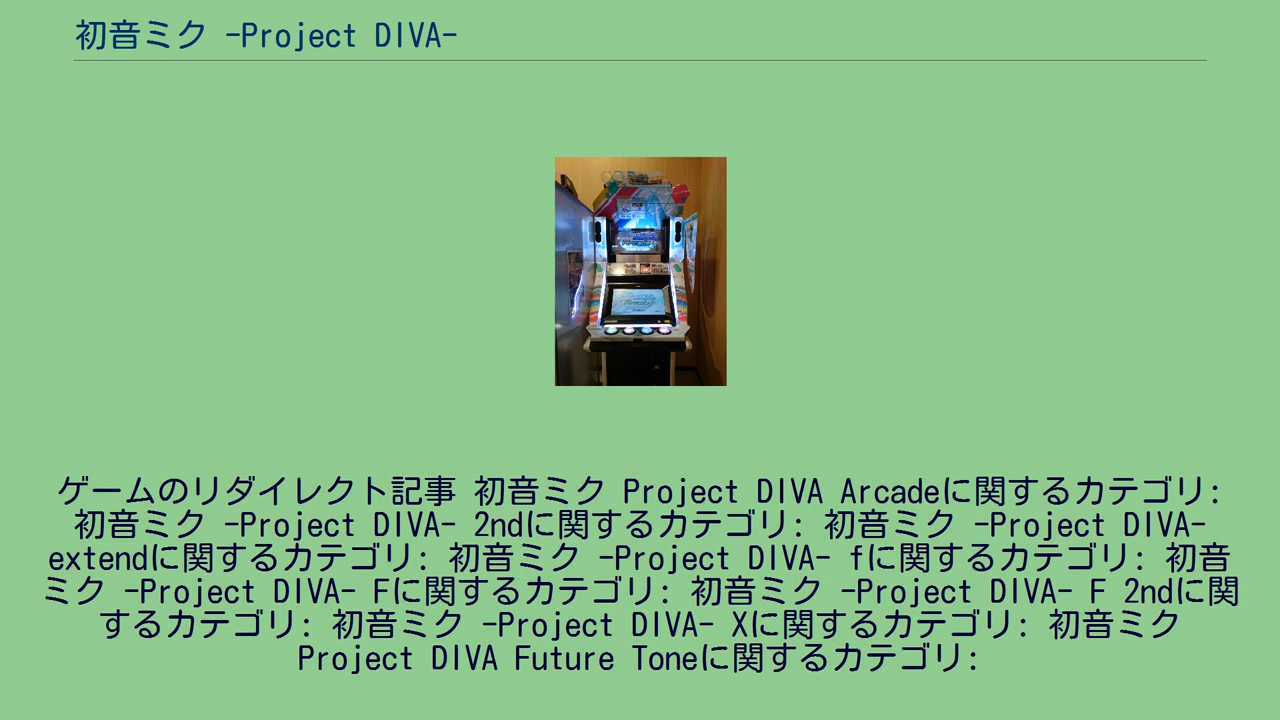 初音ミク -Project DIVA-
ゲームのリダイレクト記事 初音ミク Project DIVA Arcadeに関するカテゴリ:
初音ミク -Project DIVA- 2ndに関するカテゴリ: 初音ミク -Project DIVA-
extendに関するカテゴリ: 初音ミク -Project DIVA- fに関するカテゴリ: 初音
ミク -Project DIVA- Fに関するカテゴリ: 初音ミク -Project DIVA- F 2ndに関
するカテゴリ: 初音ミク -Project DIVA- Xに関するカテゴリ: 初音ミク
Project DIVA Future Toneに関するカテゴリ: